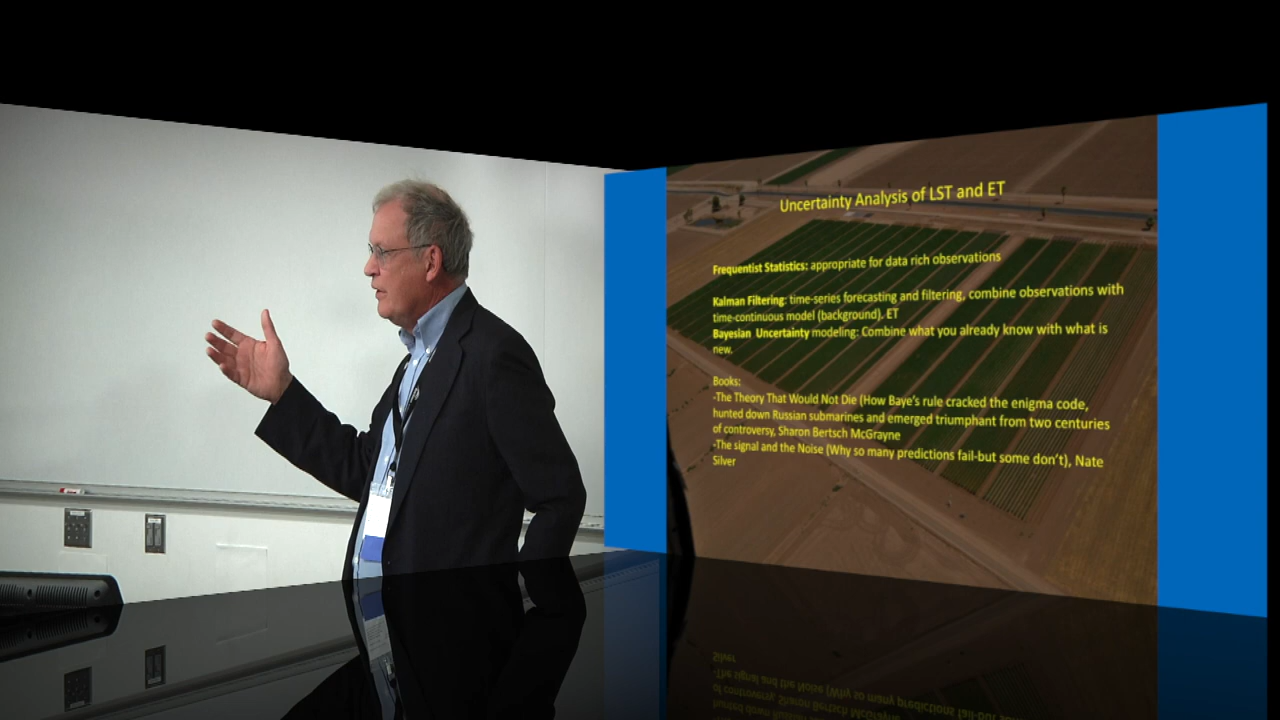 Uncertainty Analysis of LST and ET
Frequentist Statistics: appropriate for data rich observations
Kalman Filtering: time-series forecasting and filtering, combine observations with
time-continuous model (background). ET
Bayesian Uncertainty modeling: Combine what you already know with what is
new.
Books:
-The Theory That Would Not Die (How Baye's rule cracked the enigma code,
hunted down Russian submarines and emerged triumphant from two centuries
of controversy, Sharon Bertsch McGrayne
-The signal and the Noise (Why so many predictions fail-but some don't), Nate
Silver